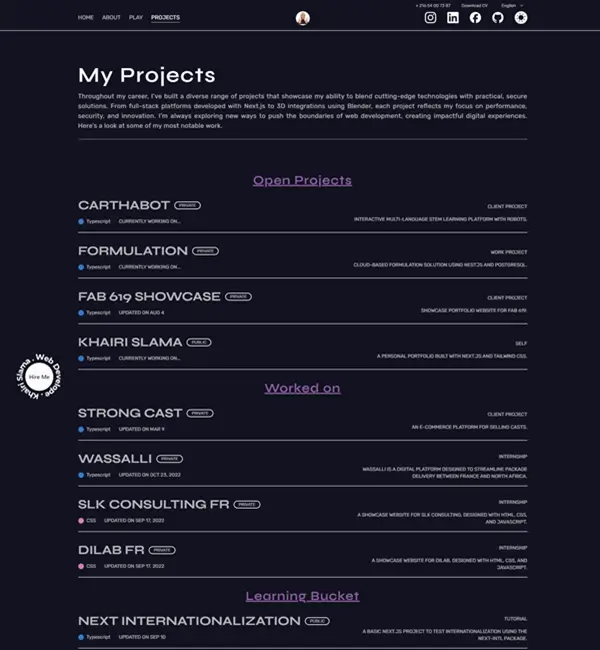 HOME ABOUT PLAY PROJECTS
+ 216 54 00 73 87 Download CV English
My Projects
Throughout my career, I've built a diverse range of projects that showcase my ability to blend cutting-edge technologies with practical, secure
solutions. From full-stack platforms developed with Next.js to 3D integrations using Blender, each project reflects my focus on performance,
security, and innovation. I'm always exploring new ways to push the boundaries of web development, creating impactful digital experiences.
Here's a look at some of my most notable work.
Open Projects
CARTHABOT PRIVATE
CLIENT PROJECT
Typescript CURRENTLY WORKING ON...
INTERACTIVE MULTI-LANGUAGE STEM LEARNING PLATFORM WITH ROBOTS.
FORMULATION PRIVATE
WORK PROJECT
Typescript CURRENTLY WORKING ON...
CLOUD-BASED FORMULATION SOLUTION USING NESTJS AND POSTGRESQL.
FAB 619 SHOWCASE PRIVATE
CLIENT PROJECT
Typescript UPDATED ON AUG 4
SHOWCASE PORTFOLIO WEBSITE FOR FAB 619.
KHAIRI SLAMA PUBLIC
SELF
Typescript CURRENTLY WORKING ON...
A PERSONAL PORTFOLIO BUILT WITH NEXT.JS AND TAILWIND CSS.
Khairi Slama · Web Developer ·
Hire Me
Worked on
STRONG CAST PRIVATE
CLIENT PROJECT
Typescript UPDATED ON MAR 9
AN E-COMMERCE PLATFORM FOR SELLING CASTS.
WASSALLI PRIVATE
INTERNSHIP
Typescript UPDATED ON OCT 23, 2022
WASSALLI IS A DIGITAL PLATFORM DESIGNED TO STREAMLINE PACKAGE
DELIVERY BETWEEN FRANCE AND NORTH AFRICA.
SLK CONSULTING FR PRIVATE
INTERNSHIP
CSS UPDATED ON SEP 17, 2022
A SHOWCASE WEBSITE FOR SLK CONSULTING. DESIGNED WITH HTML, CSS,
AND JAVASCRIPT.
DILAB FR PRIVATE
INTERNSHIP
CSS UPDATED ON SEP 17, 2022
A SHOWCASE WEBSITE FOR DILAB. DESIGNED WITH HTML, CSS, AND
JAVASCRIPT.
Learning Bucket
NEXT INTERNATIONALIZATION PUBLIC
TUTORIAL
Typescript UPDATED ON SEP 10
A BASIC NEXT.JS PROJECT TO TEST INTERNATIONALIZATION USING THE
NEXT-INTL PACKAGE.